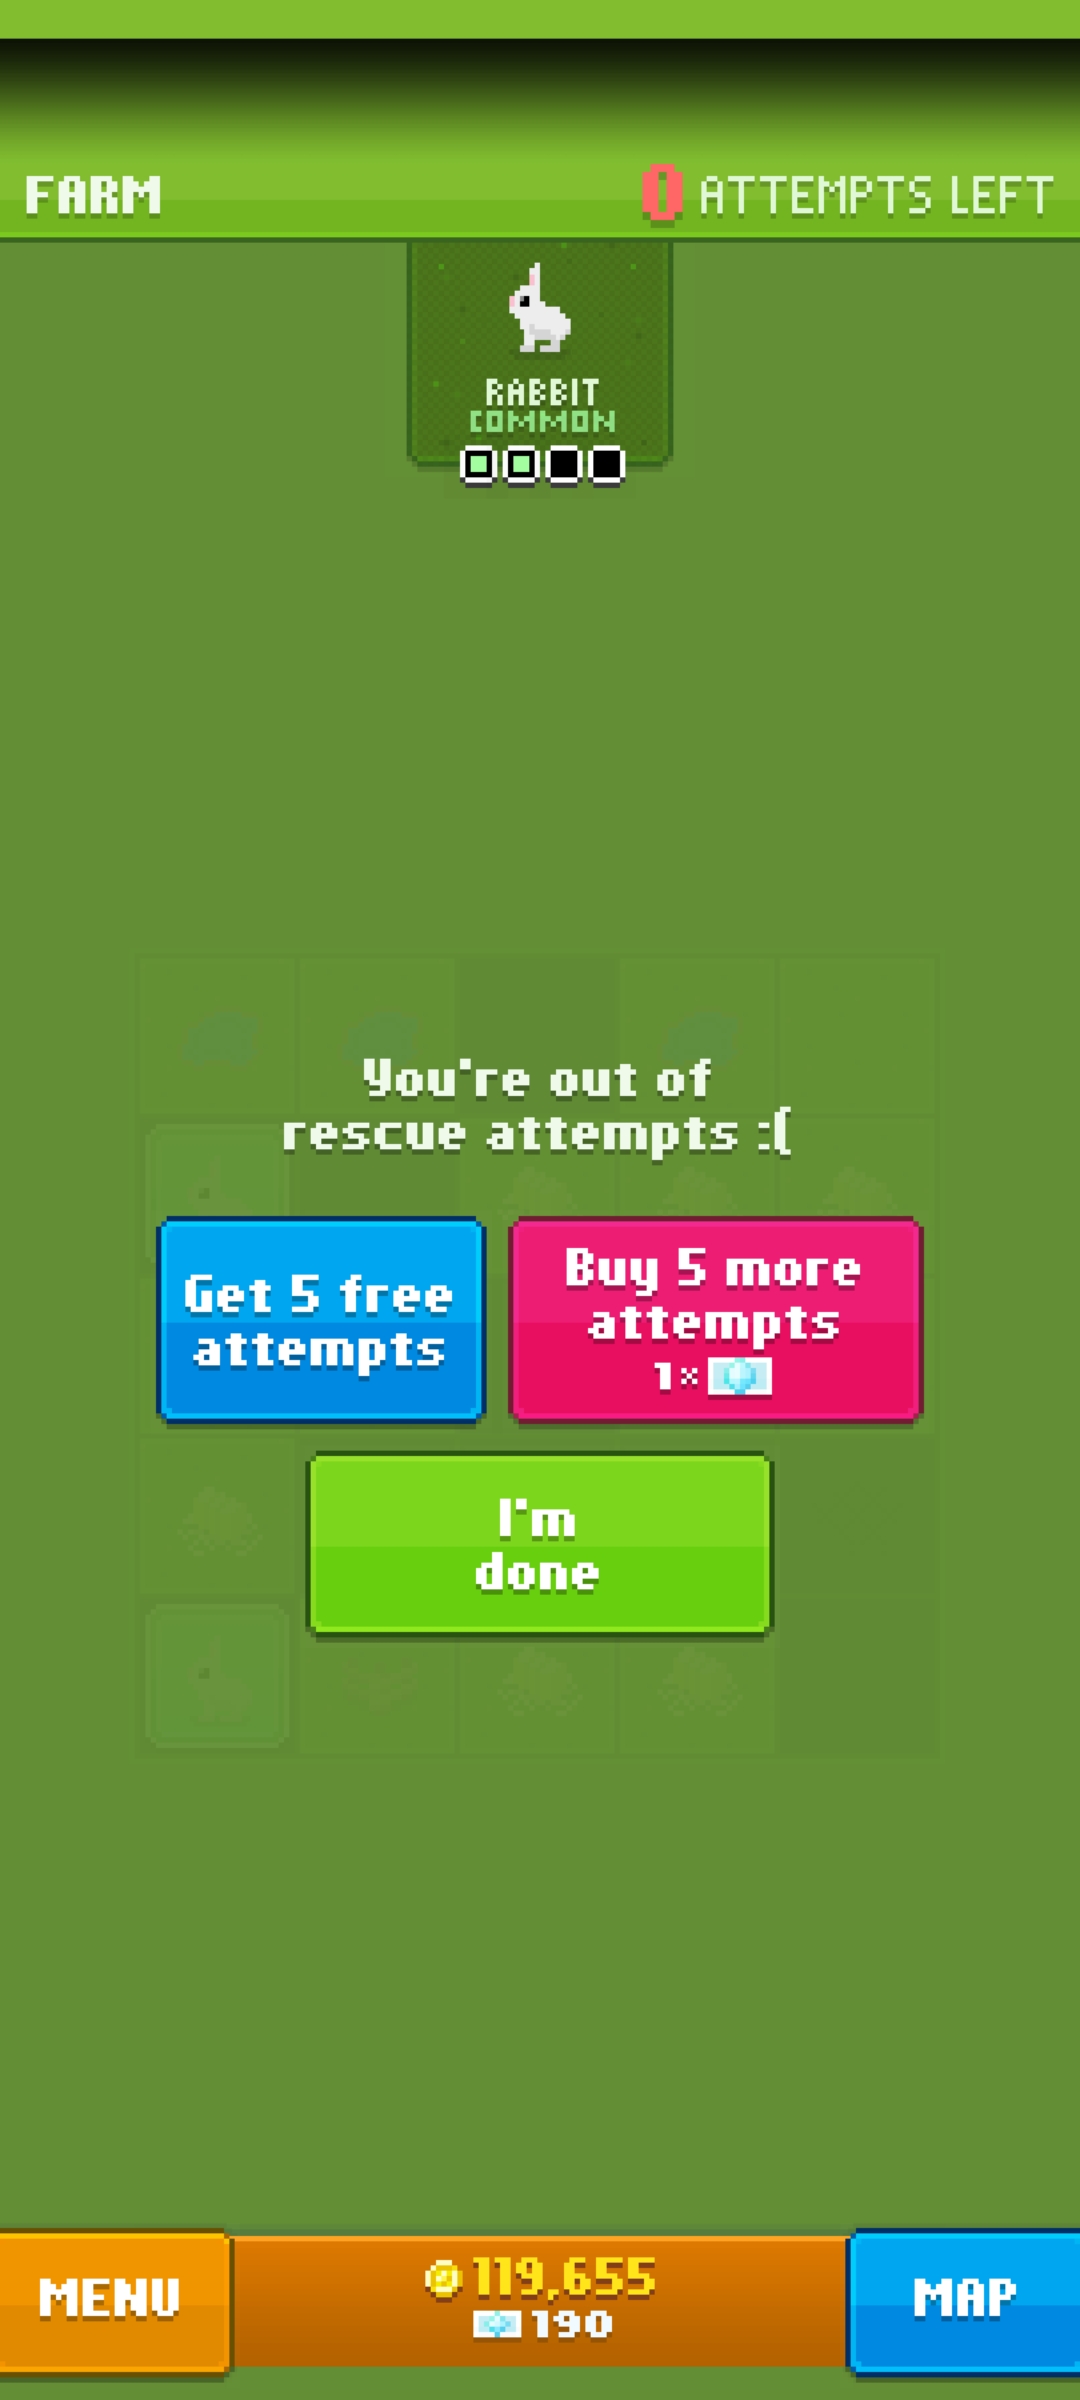 FARM
0 ATTEMPTS LEFT
RABBIT
COMMON
You're out of
rescue attempts :(
Get 5 free
attempts
Buy 5 more
attempts
1×
I'm
done
MENU
119,655
190
MAP